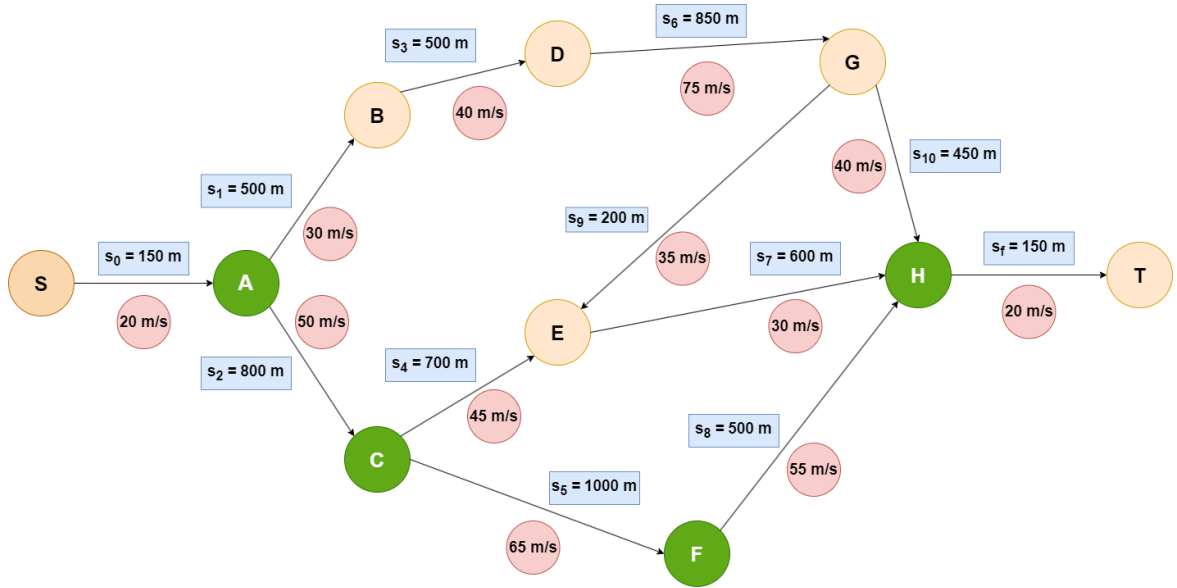 s6 = 850 m
s3 = 500 m
D
G
75 m/s
B
40 m/s
s10 = 450 m
40 m/s
s1 = 500 m
s9 = 200 m
30 m/s
s0 = 150 m
35 m/s
s7 = 600 m
sf = 150 m
S
A
H
T
20 m/s
50 m/s
30 m/s
20 m/s
E
s2 = 800 m
s4 = 700 m
45 m/s
s8 = 500 m
C
55 m/s
s5 = 1000 m
65 m/s
F